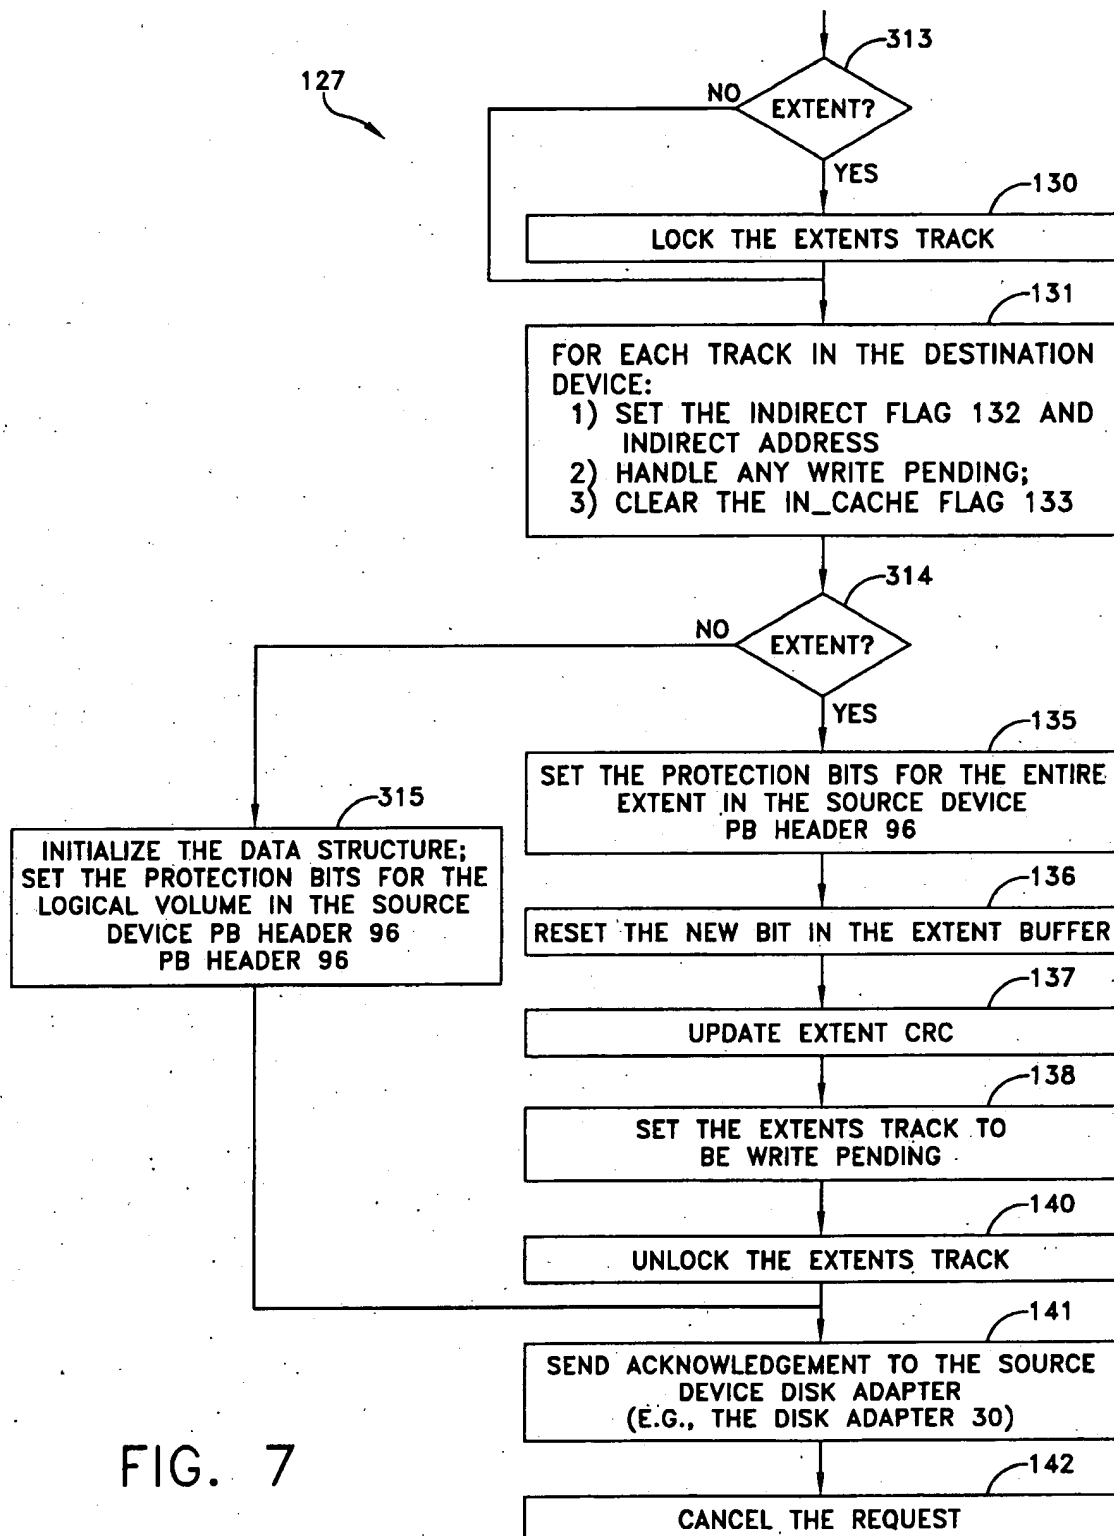 313
127
NO
EXTENT?
YES
130
LOCK THE EXTENTS TRACK
131
FOR EACH TRACK IN THE DESTINATION
DEVICE:
1) SET THE INDIRECT FLAG 132 AND
INDIRECT ADDRESS
2) HANDLE ANY WRITE PENDING;
3) CLEAR THE IN_CACHE FLAG 133
314
NO
EXTENT?
YES
135
SET THE PROTECTION BITS FOR THE ENTIRE
EXTENT IN THE SOURCE DEVICE
PB HEADER 96
315
INITIALIZE THE DATA STRUCTURE;
SET THE PROTECTION BITS FOR THE
LOGICAL VOLUME IN THE SOURCE
DEVICE PB HEADER 96
PB HEADER 96
136
RESET THE NEW BIT IN THE EXTENT BUFFER
137
UPDATE EXTENT CRC
138
SET THE EXTENTS TRACK TO
BE WRITE PENDING
140
UNLOCK THE EXTENTS TRACK
141
SEND ACKNOWLEDGEMENT TO THE SOURCE
DEVICE DISK ADAPTER
(E.G., THE DISK ADAPTER 30)
142
CANCEL THE REQUEST
FIG. 7